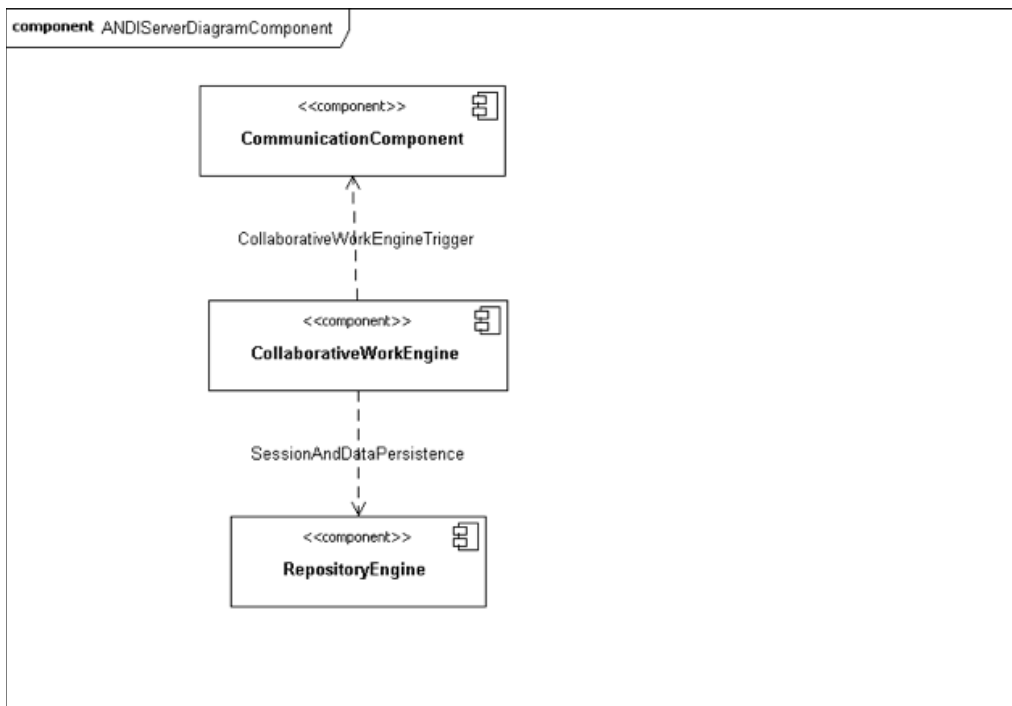 component ANDIServerDiagramComponent
<<component>>
CommunicationComponent
CollaborativeWorkEngineTrigger
<<component>>
CollaborativeWorkEngine
SessionAndDataPersistence
<<component>>
RepositoryEngine